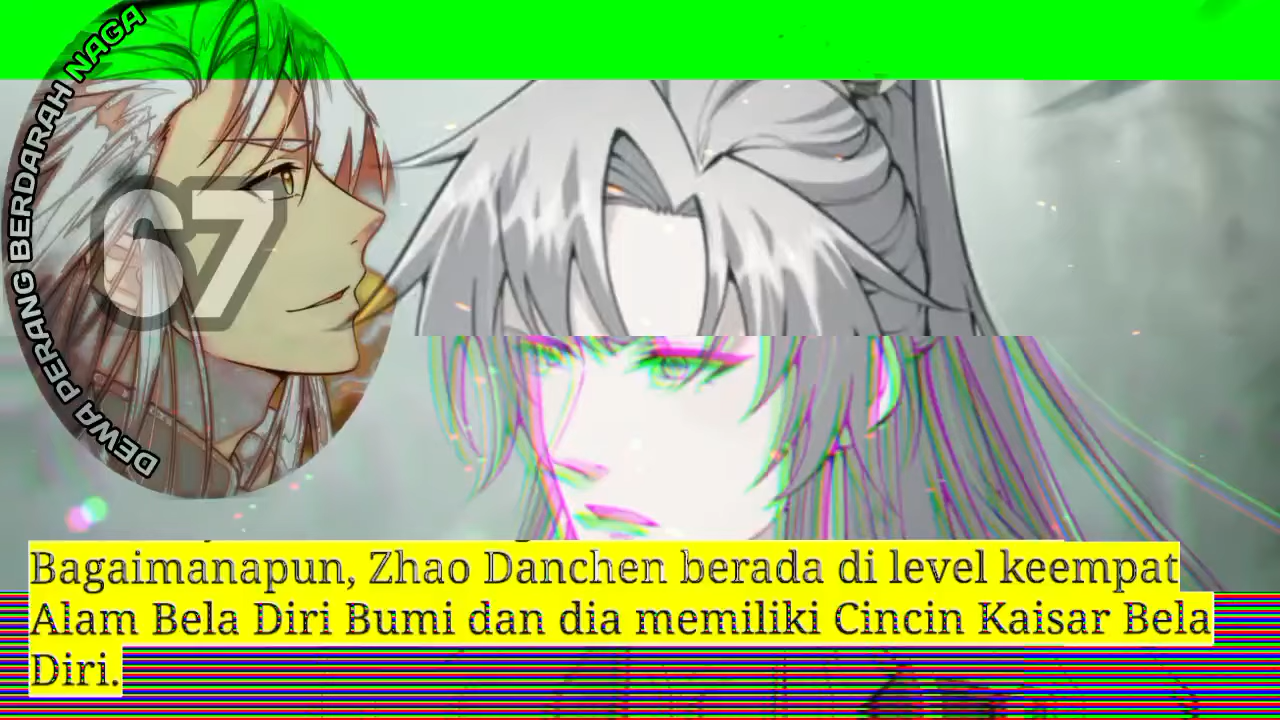 DEWA PERANG BERDARAH NAGA
67
Bagaimanapun, Zhao Danchen berada di level keempat
Alam Bela Diri Bumi dan dia memiliki Cincin Kaisar Bela
Diri.